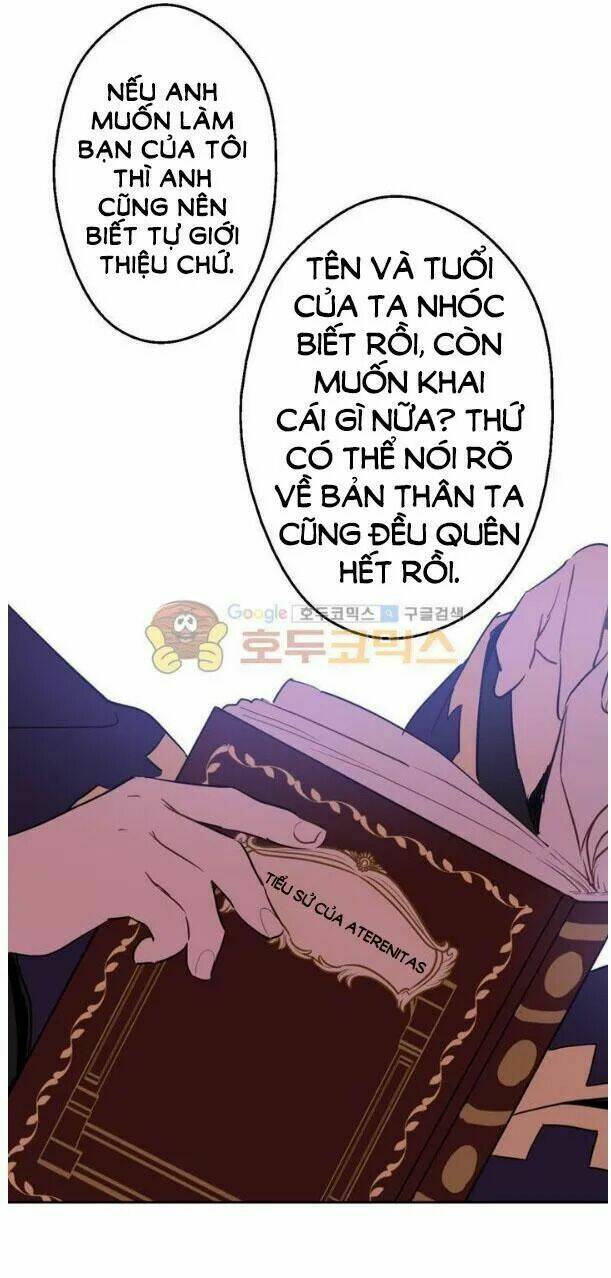 NẾU ANH
MUỐN LÀM
BẠN CỦA TÔI
THÌ ANH
CŨNG NÊN
BIẾT TỰ GIỚI
THIỆU CHỨ.
TÊN VÀ TUỔI
CỦA TA NHÓC
BIẾT RỒI, CÒN
MUỐN KHAI
CÁI GÌ NỮA? THỨ
CÓ THỂ NÓI RÕ
VỀ BẢN THÂN TA
CŨNG ĐỀU QUÊN
HẾT RỒI.
Google 호두코믹스 구글검색
호두코믹스
TIỂU SỬ CỦA ATERENITAS